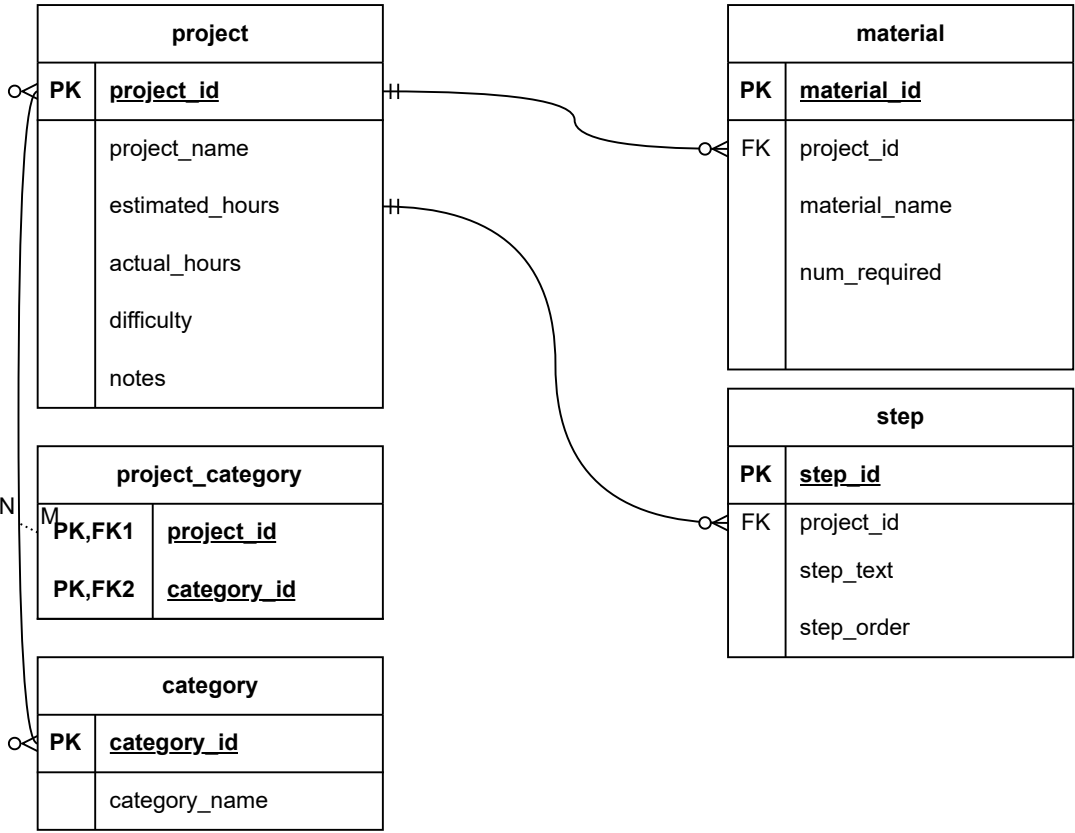 project
PK project_id
project_name
estimated_hours
actual_hours
difficulty
notes
material
PK material_id
FK project_id
material_name
num_required
project_category
N
M
PK,FK1 project_id
PK,FK2 category_id
step
PK step_id
FK project_id
step_text
step_order
category
PK category_id
category_name